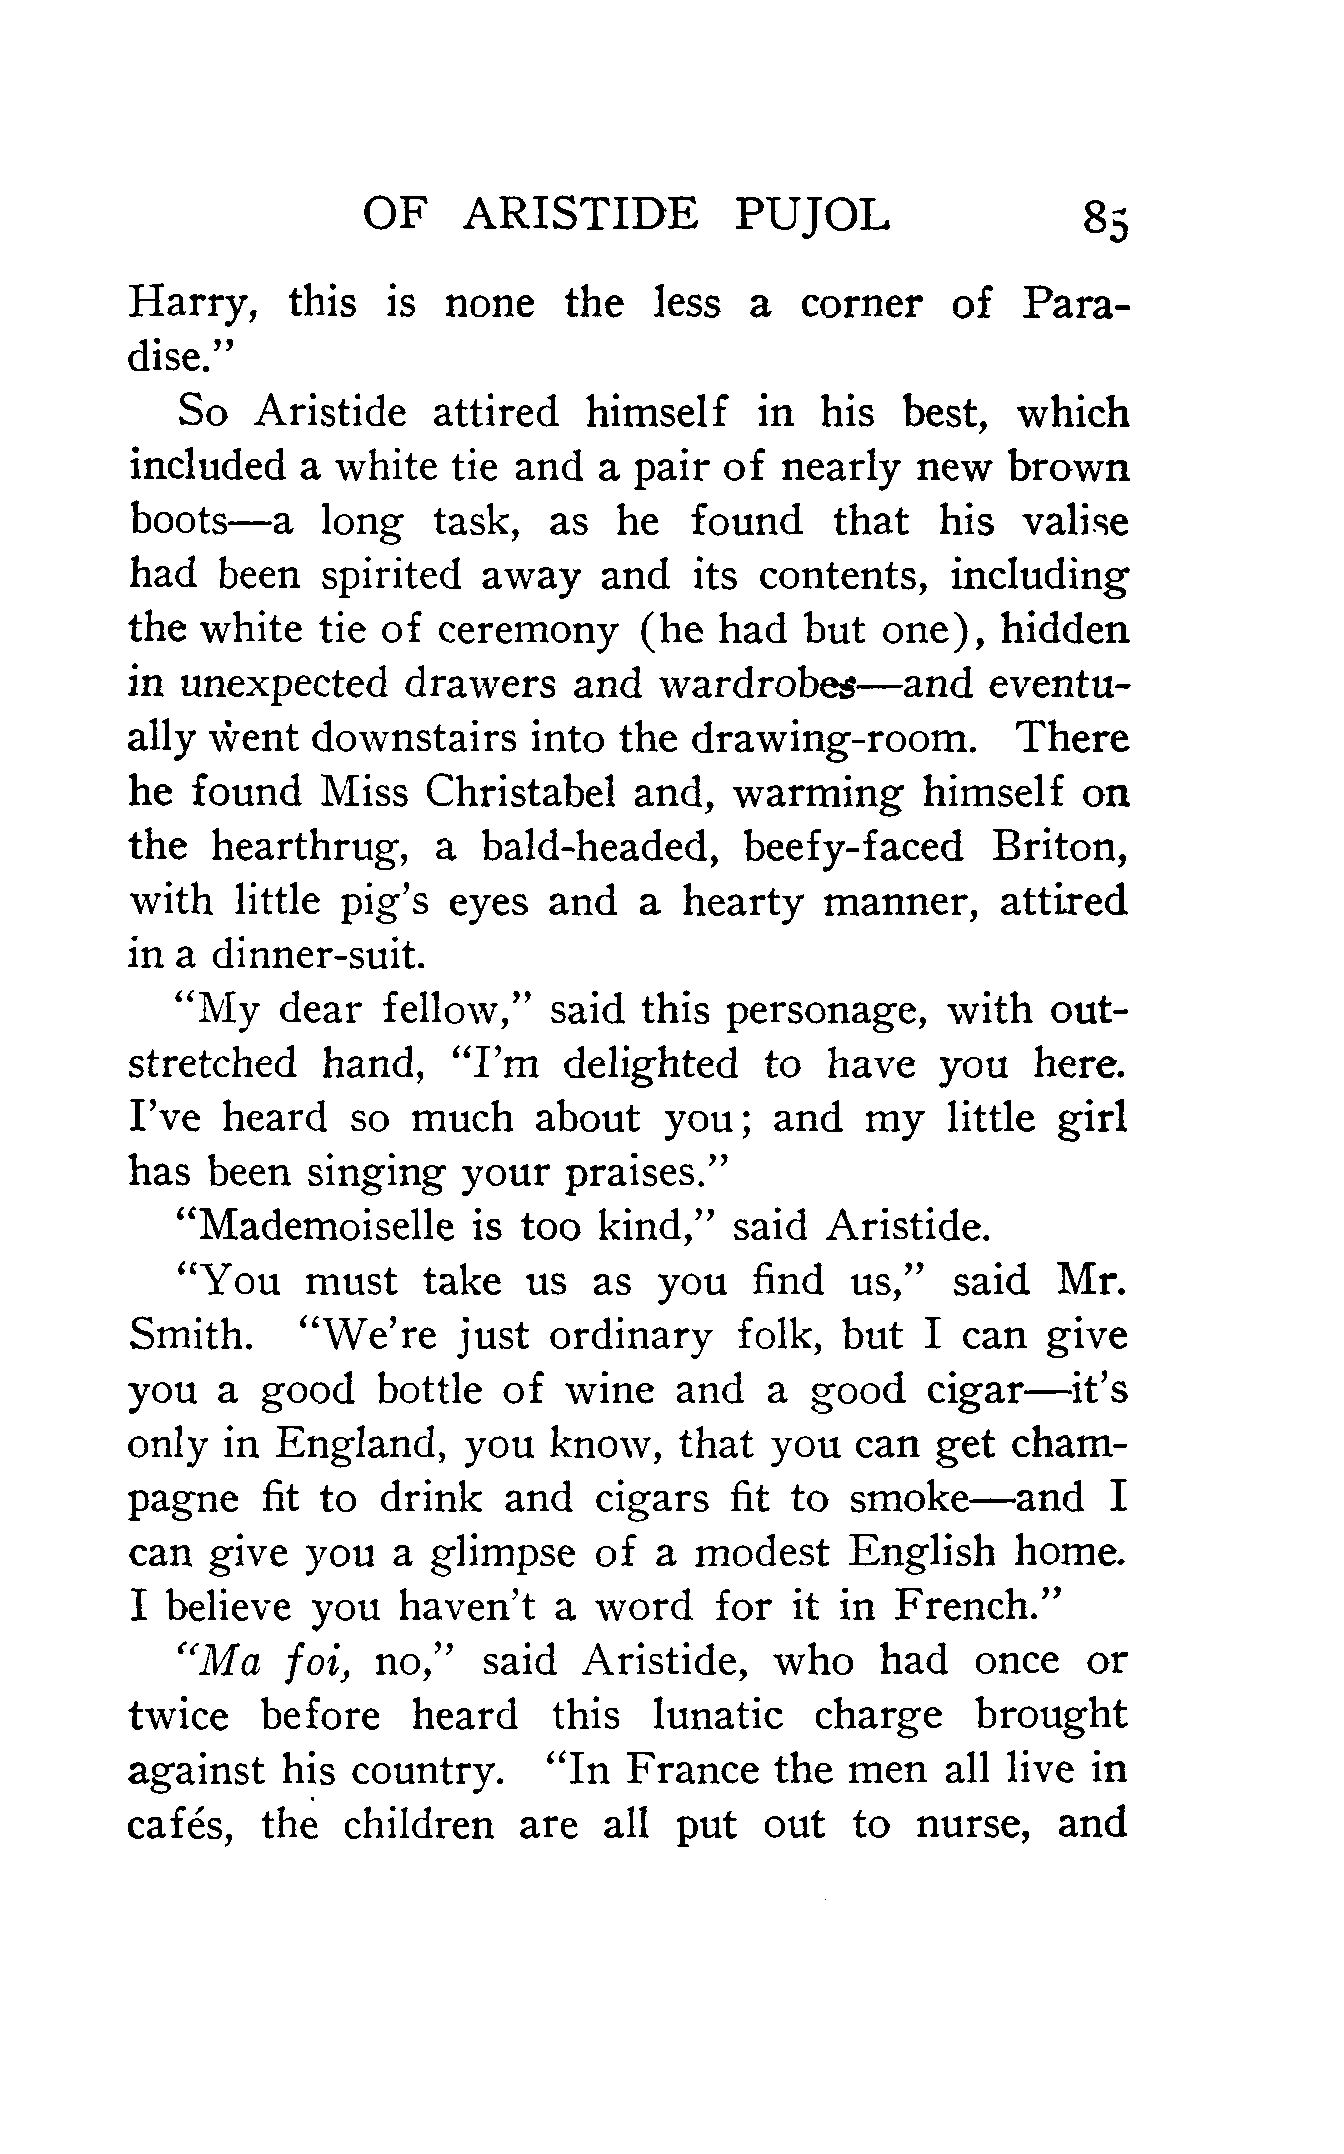 OF ARISTIDE PUJOL 85
Harry, this is none the less a corner of Para-
dise."
So Aristide attired himself in his best, which
included a white tie and a pair of nearly new brown
boots—a long task, as he found that his valise
had been spirited away and its contents, including
the white tie of ceremony (he had but one), hidden
in unexpected drawers and wardrobes—and eventu-
ally went downstairs into the drawing-room. There
he found Miss Christabel and, warming himself on
the hearthrug, a bald-headed, beefy-faced Briton,
with little pig's eyes and a hearty manner, attired
in a dinner-suit.
"My dear fellow," said this personage, with out-
stretched hand, "I'm delighted to have you here.
I've heard so much about you; and my little girl
has been singing your praises."
"Mademoiselle is too kind," said Aristide.
"You must take us as you find us," said Mr.
Smith. "We're just ordinary folk, but I can give
you a good bottle of wine and a good cigar—it's
only in England, you know, that you can get cham-
pagne fit to drink and cigars fit to smoke—and I
can give you a glimpse of a modest English home.
I believe you haven't a word for it in French."
"Ma foi, no," said Aristide, who had once or
twice before heard this lunatic charge brought
against his country. "In France the men all live in
cafés, the children are all put out to nurse, and